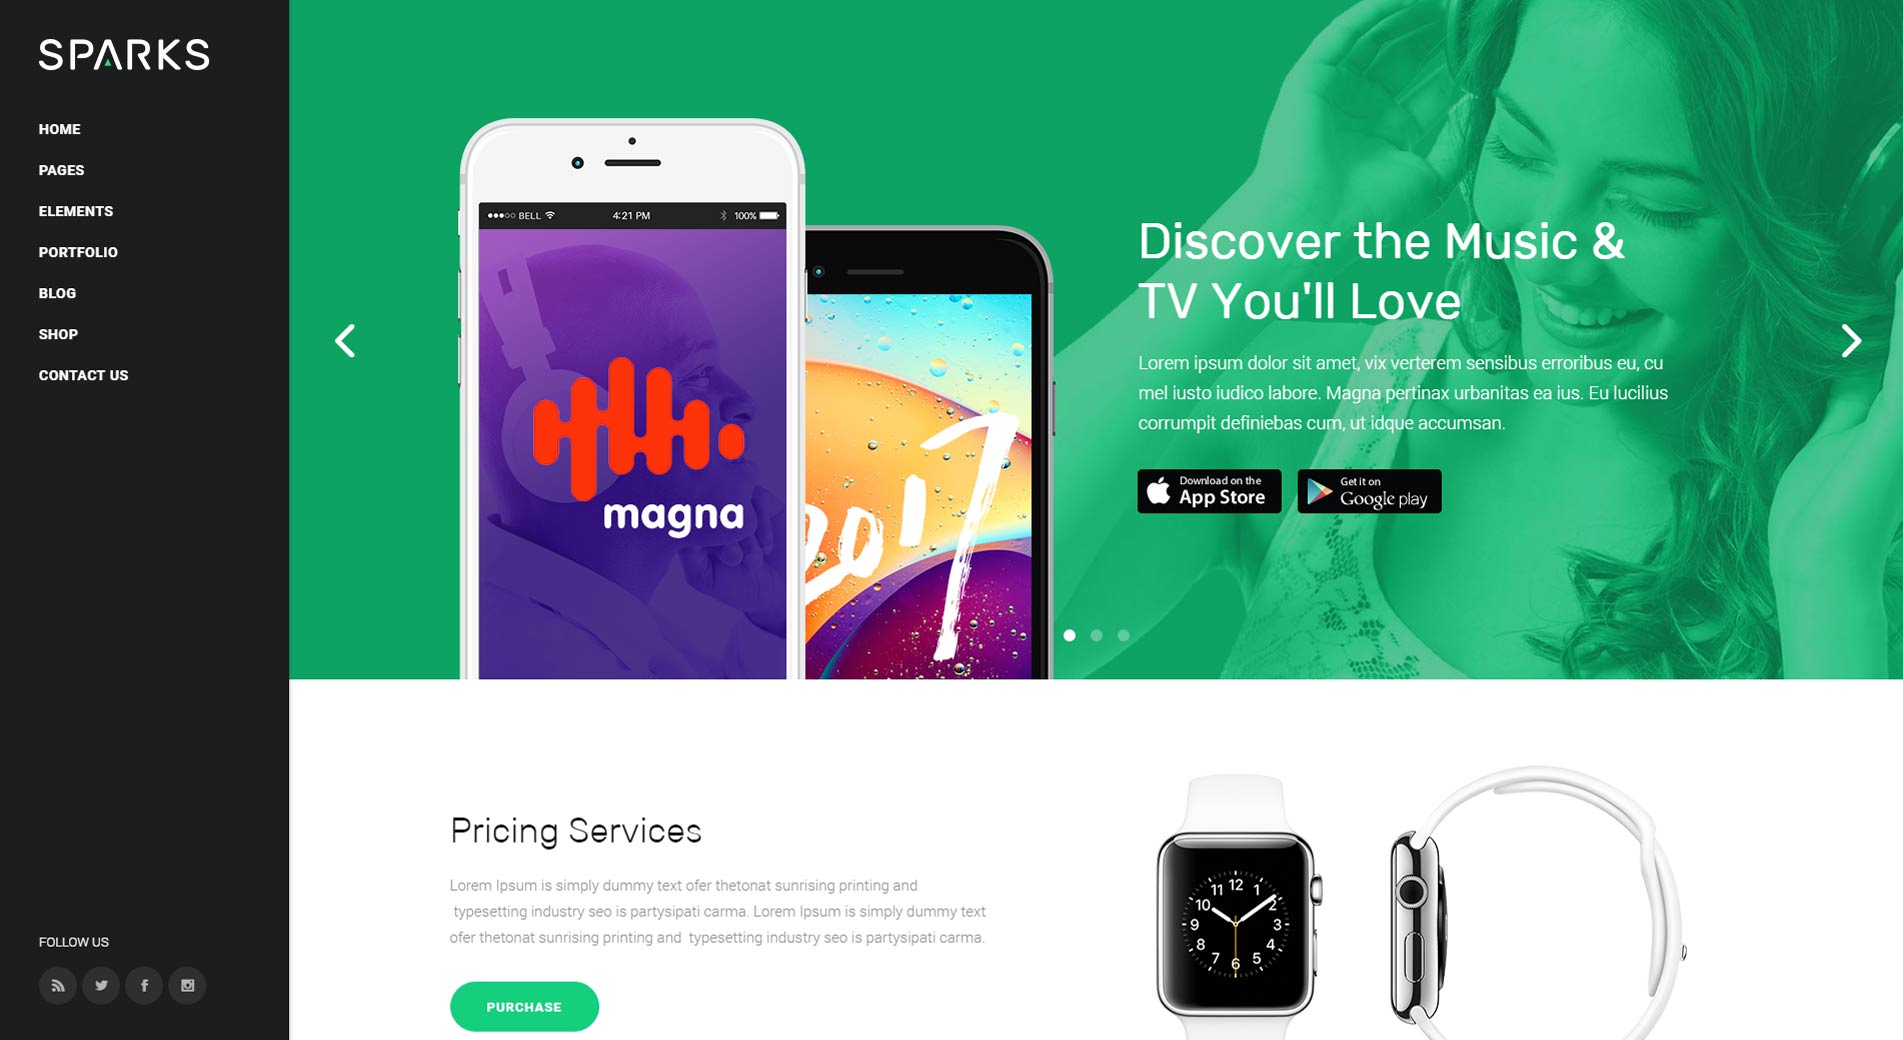 SPARKS
HOME
PAGES
ELEMENTS
PORTFOLIO
BLOG
SHOP
CONTACT US
FOLLOW US
BELL
4:21 PM
100%
magna
2017
Discover the Music &
TV You'll Love
Lorem ipsum dolor sit amet, vix verterem sensibus erroribus eu, cu
mel iusto iudico labore. Magna pertinax urbanitas ea ius. Eu lucilius
corrumpit definiebas cum, ut idque accumsan.
Download on the
App Store
Get it on
Google play
Pricing Services
Lorem Ipsum is simply dummy text ofer thetonat sunrising printing and
typesetting industry seo is partysipati carma. Lorem Ipsum is simply dummy text
ofer thetonat sunrising printing and typesetting industry seo is partysipati carma.
PURCHASE
12
1
2
3
4
5
6
7
8
9
10
11